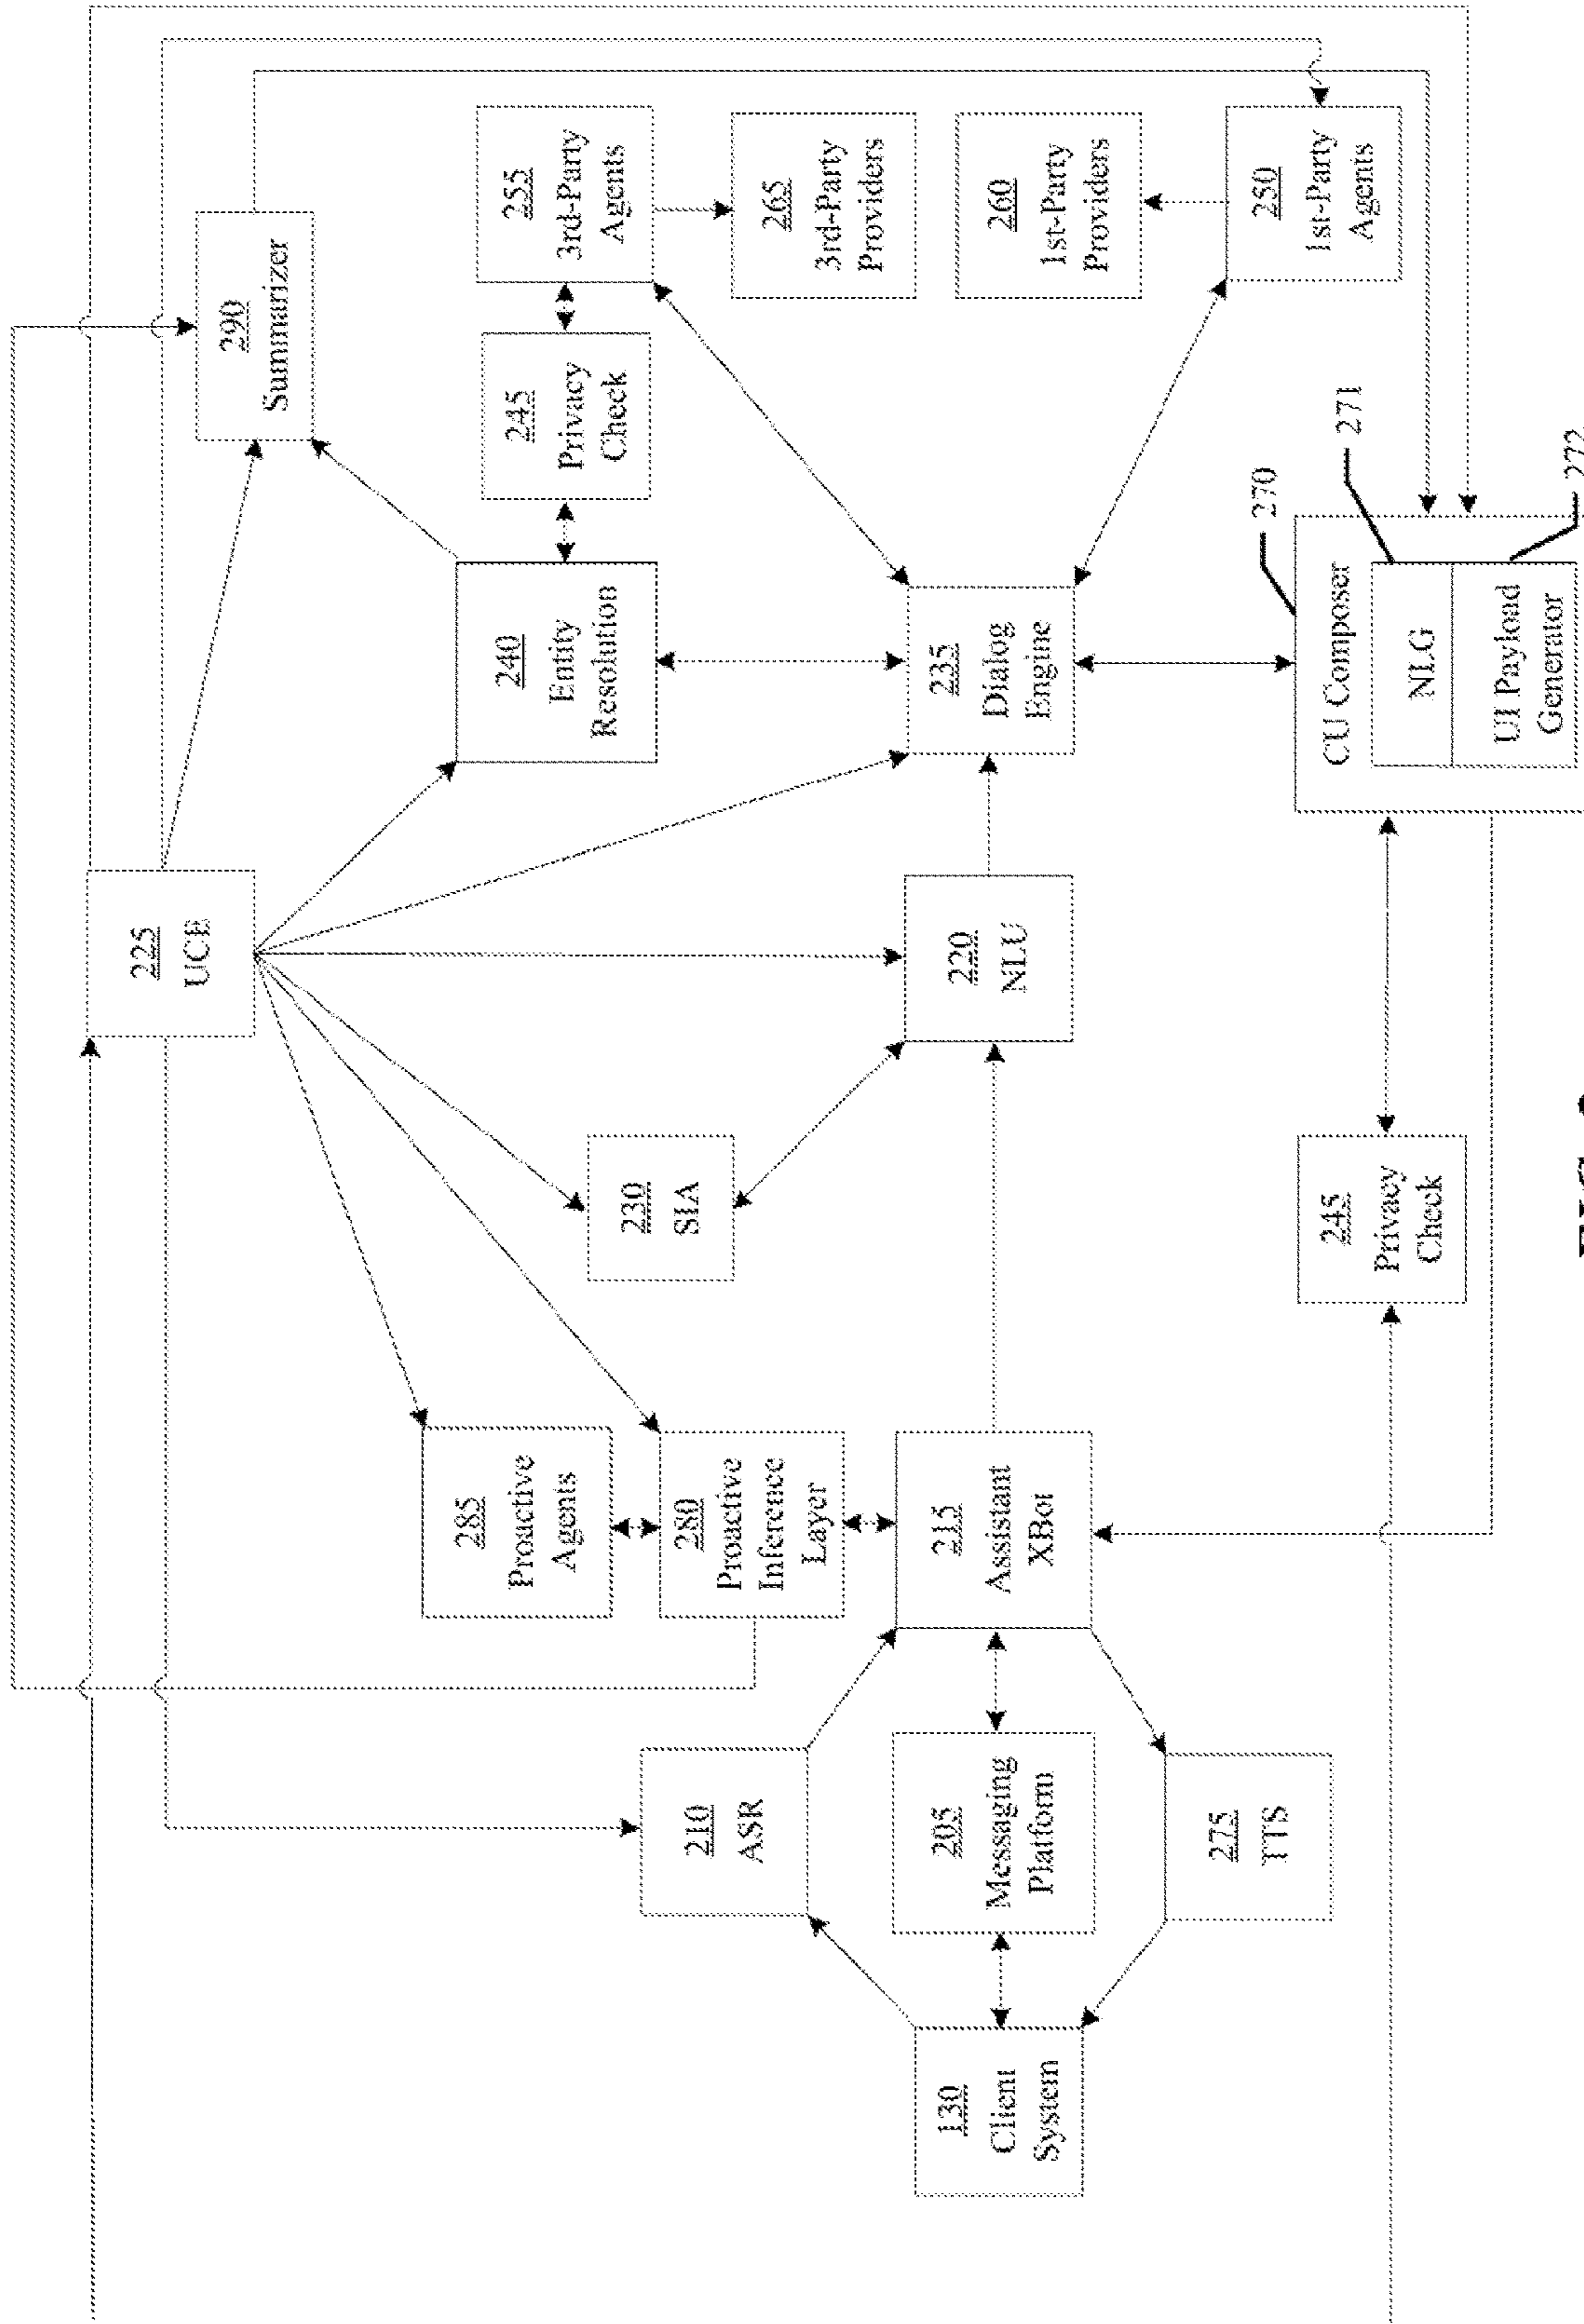 225
UCE
290
Summarizer
285
Proactive
Agents
240
Entity
Resolution
245
Privacy
Check
255
3rd-Party
Agents
230
SIA
210
ASR
280
Proactive
Inference
Layer
265
3rd-Party
Providers
130
Client
System
205
Messaging
Platform
215
Assistant
XBot
220
NLU
235
Dialog
Engine
260
1st-Party
Providers
275
TTS
250
1st-Party
Agents
245
Privacy
Check
270
CU Composer
271
NLG
UI Payload
Generator
272